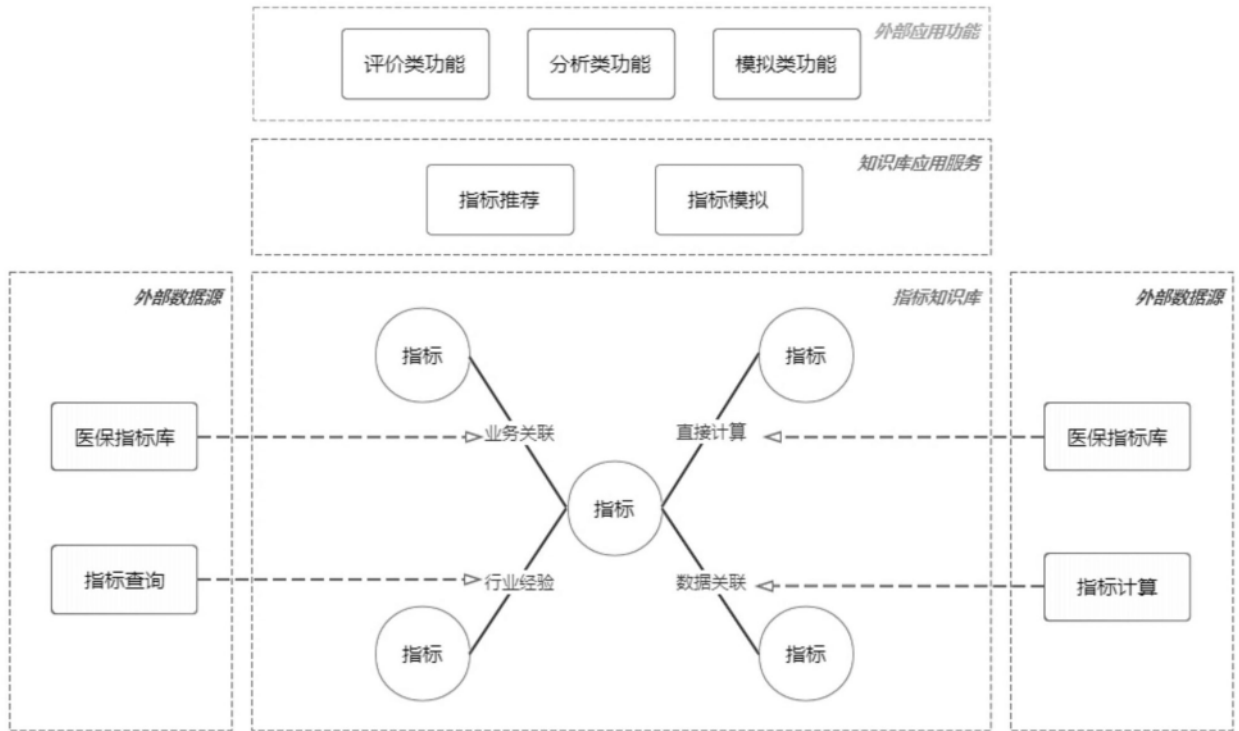 外部应用功能
评价类功能
分析类功能
模拟类功能
知识库应用服务
指标推荐
指标模拟
外部数据源
医保指标库
指标查询
指标知识库
指标
指标
业务关联
直接计算
指标
行业经验
数据关联
指标
指标
外部数据源
医保指标库
指标计算